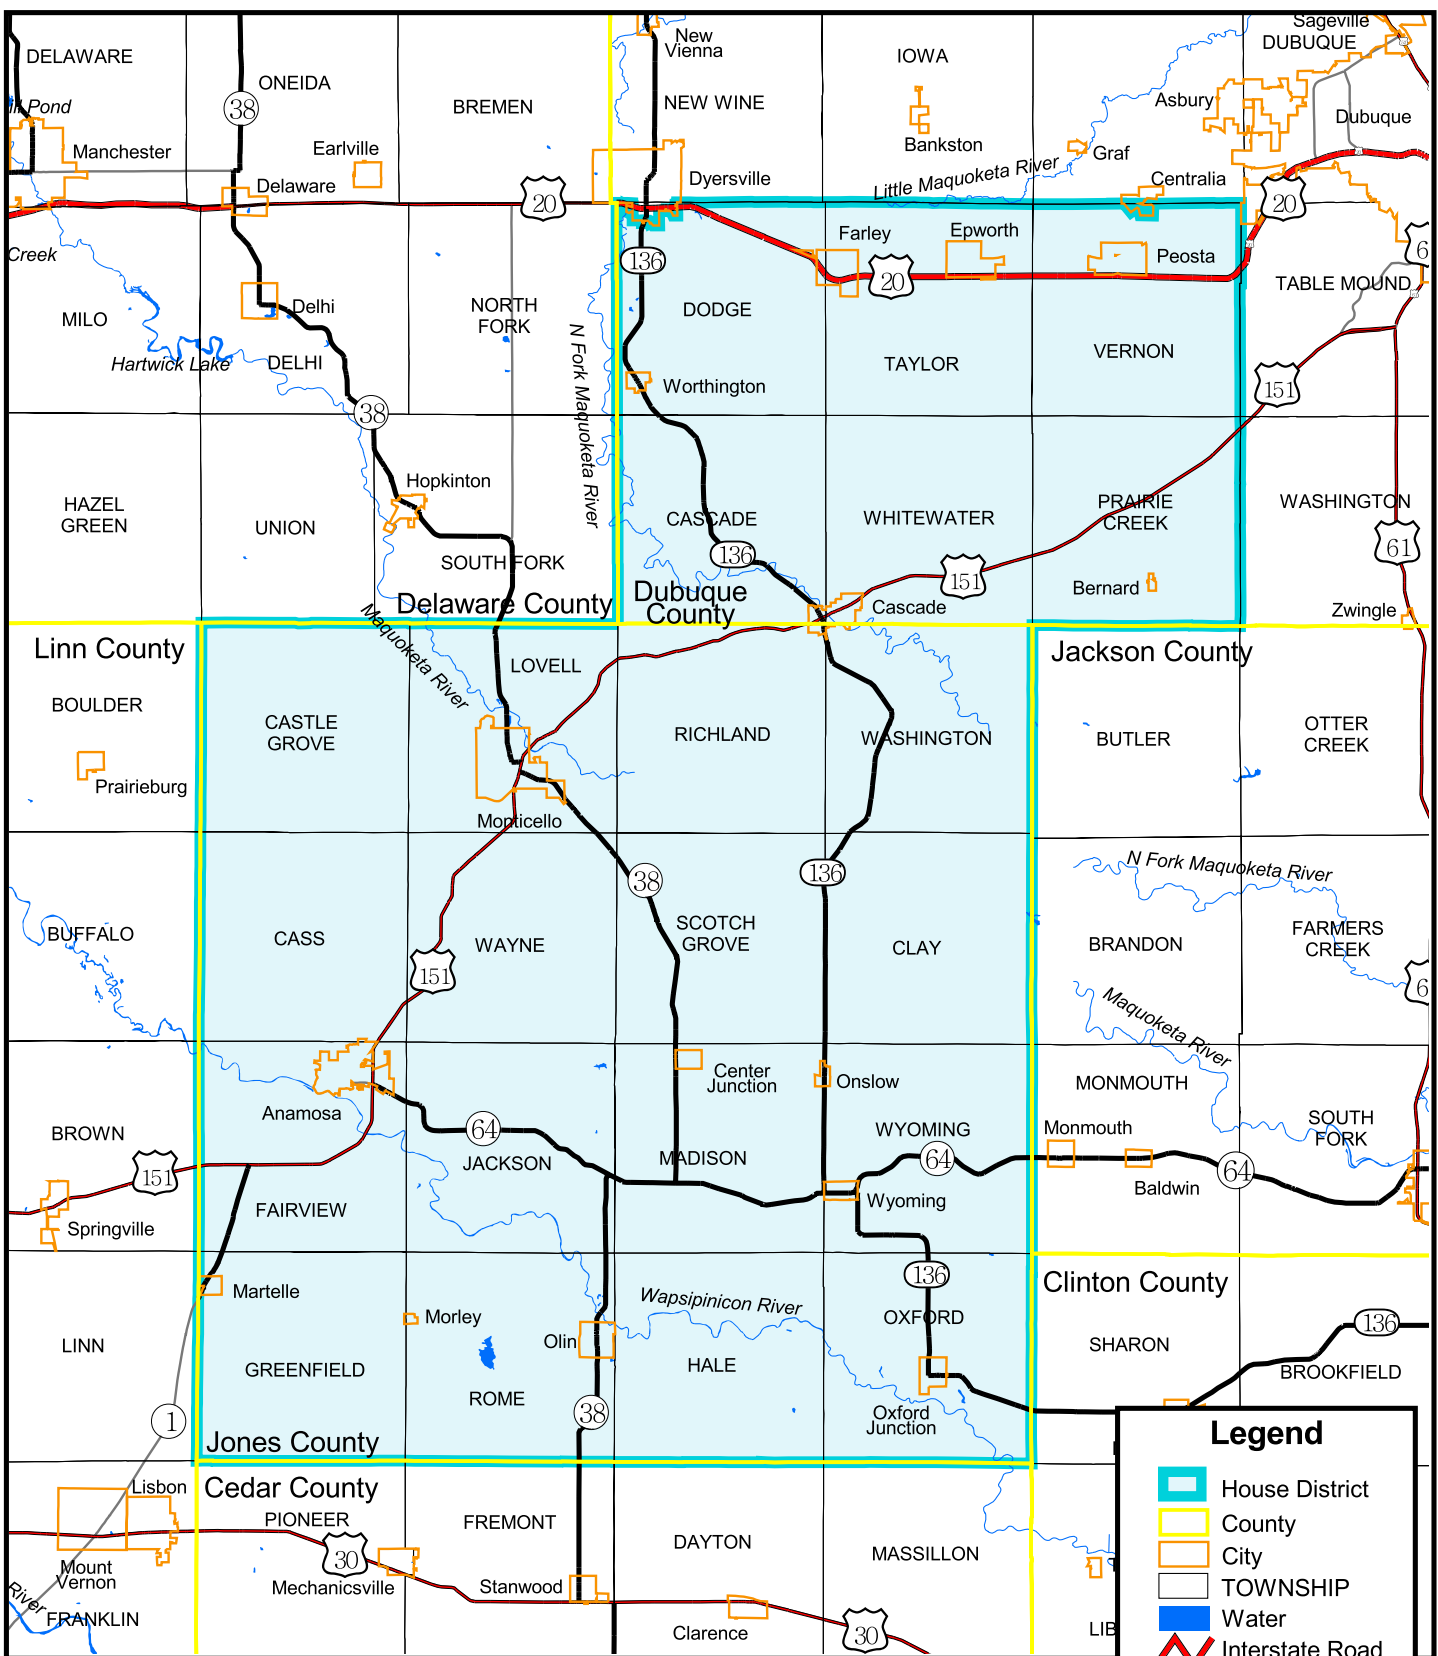 New
Vienna
Sageville
DUBUQUE
DELAWARE
IOWA
ONEIDA
ill Pond
38
BREMEN
NEW WINE
Asbury
Dubuque
Manchester
Earlville
Bankston
Graf
Delaware
Dyersville
Little Maquoketa River
Centralia
20
20
Creek
136
Farley
Epworth
Peosta
6
20
TABLE MOUND
Delhi
MILO
NORTH
FORK
DODGE
Hartwick Lake
DELHI
N Fork Maquoketa River
TAYLOR
VERNON
Worthington
151
38
Hopkinton
HAZEL
GREEN
UNION
CASCADE
WHITEWATER
PRAIRIE
CREEK
WASHINGTON
SOUTH FORK
136
61
151
Bernard
Delaware County
Dubuque
County
Cascade
Zwingle
Linn County
Maquoketa River
LOVELL
Jackson County
BOULDER
CASTLE
GROVE
RICHLAND
WASHINGTON
BUTLER
OTTER
CREEK
Prairieburg
Monticello
N Fork Maquoketa River
136
38
BUFFALO
CASS
WAYNE
SCOTCH
GROVE
CLAY
BRANDON
FARMERS
CREEK
151
6
Maquoketa River
Center
Junction
Onslow
MONMOUTH
Anamosa
BROWN
64
WYOMING
Monmouth
SOUTH
FORK
JACKSON
MADISON
64
151
64
Baldwin
Wyoming
Springville
FAIRVIEW
136
Clinton County
Martelle
Wapsipinicon River
Morley
OXFORD
136
LINN
Olin
SHARON
GREENFIELD
HALE
BROOKFIELD
ROME
1
38
Oxford
Junction
Jones County
Legend
House District
County
City
TOWNSHIP
Water
Interstate Road
Cedar County
Lisbon
PIONEER
FREMONT
DAYTON
MASSILLON
30
Mount
Vernon
Mechanicsville
Stanwood
River
FRANKLIN
Clarence
30
LIB